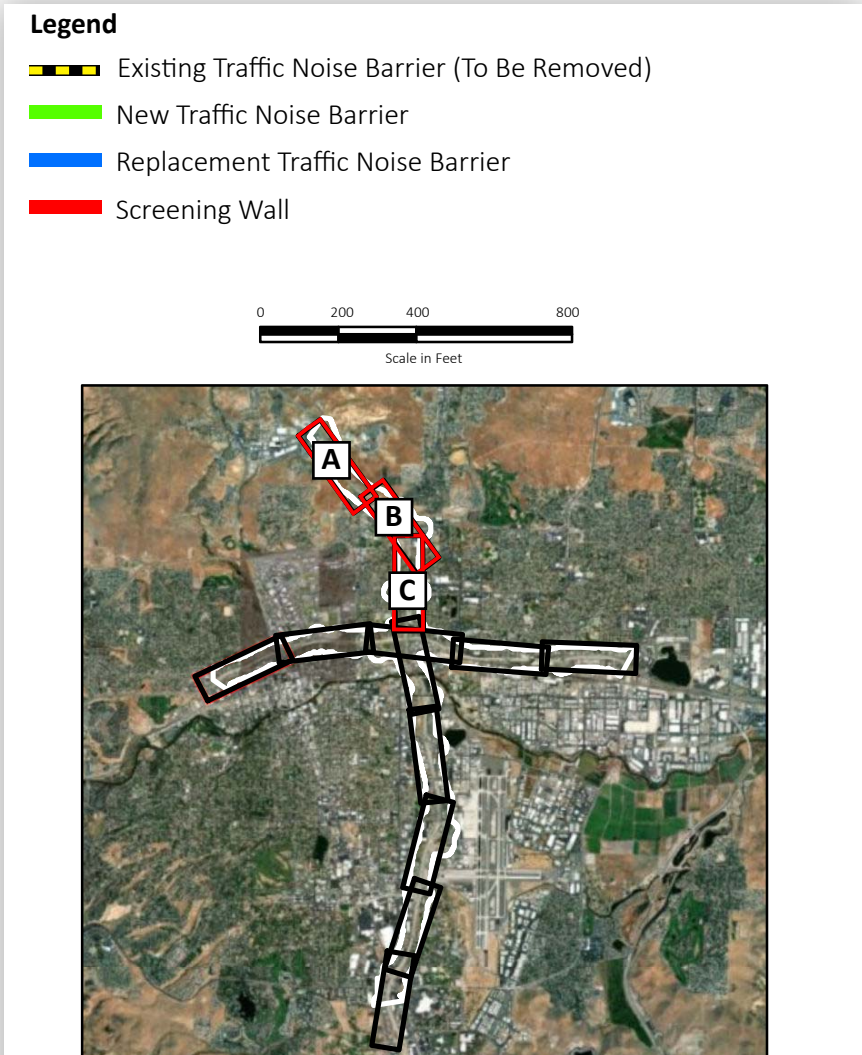 Legend
Existing Traffic Noise Barrier (To Be Removed)
New Traffic Noise Barrier
Replacement Traffic Noise Barrier
Screening Wall
0 200 400 800
Scale in Feet
A
B
C